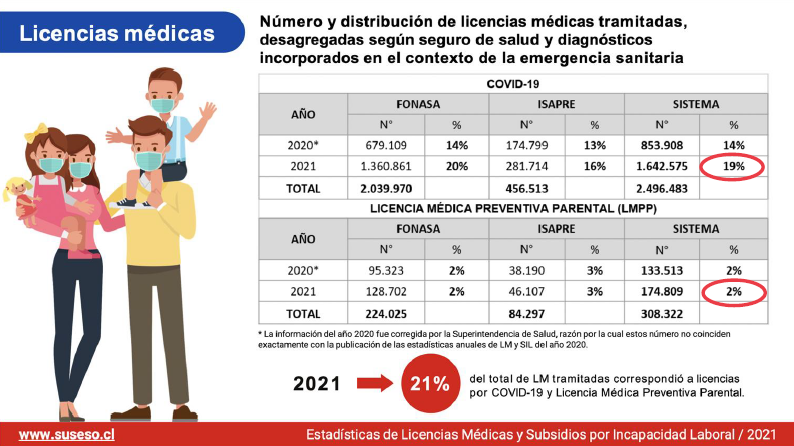 Licencias médicas
Número y distribución de licencias médicas tramitadas,
desagregadas según seguro de salud y diagnósticos
incorporados en el contexto de la emergencia sanitaria
COVID-19
AÑO FONASA ISAPRE SISTEMA
N° % N° % N° %
2020* 679.109 14% 174.799 13% 853.908 14%
2021 1.360.861 20% 281.714 16% 1.642.575 19%
TOTAL 2.039.970 456.513 2.496.483
LICENCIA MÉDICA PREVENTIVA PARENTAL (LMPP)
AÑO FONASA ISAPRE SISTEMA
N° % N° % N° %
2020* 95.323 2% 38.190 3% 133.513 2%
2021 128.702 2% 46.107 3% 174.809 2%
TOTAL 224.025 84.297 308.322
* La información del año 2020 fue corregida por la Superintendencia de Salud, razón por la cual estos número no coinciden
exactamente con la publicación de las estadísticas anuales de LM y SIL del año 2020.
2021 21% del total de LM tramitadas correspondió a licencias
por COVID-19 y Licencia Médica Preventiva Parental.
www.suseso.cl Estadísticas de Licencias Médicas y Subsidios por Incapacidad Laboral / 2021